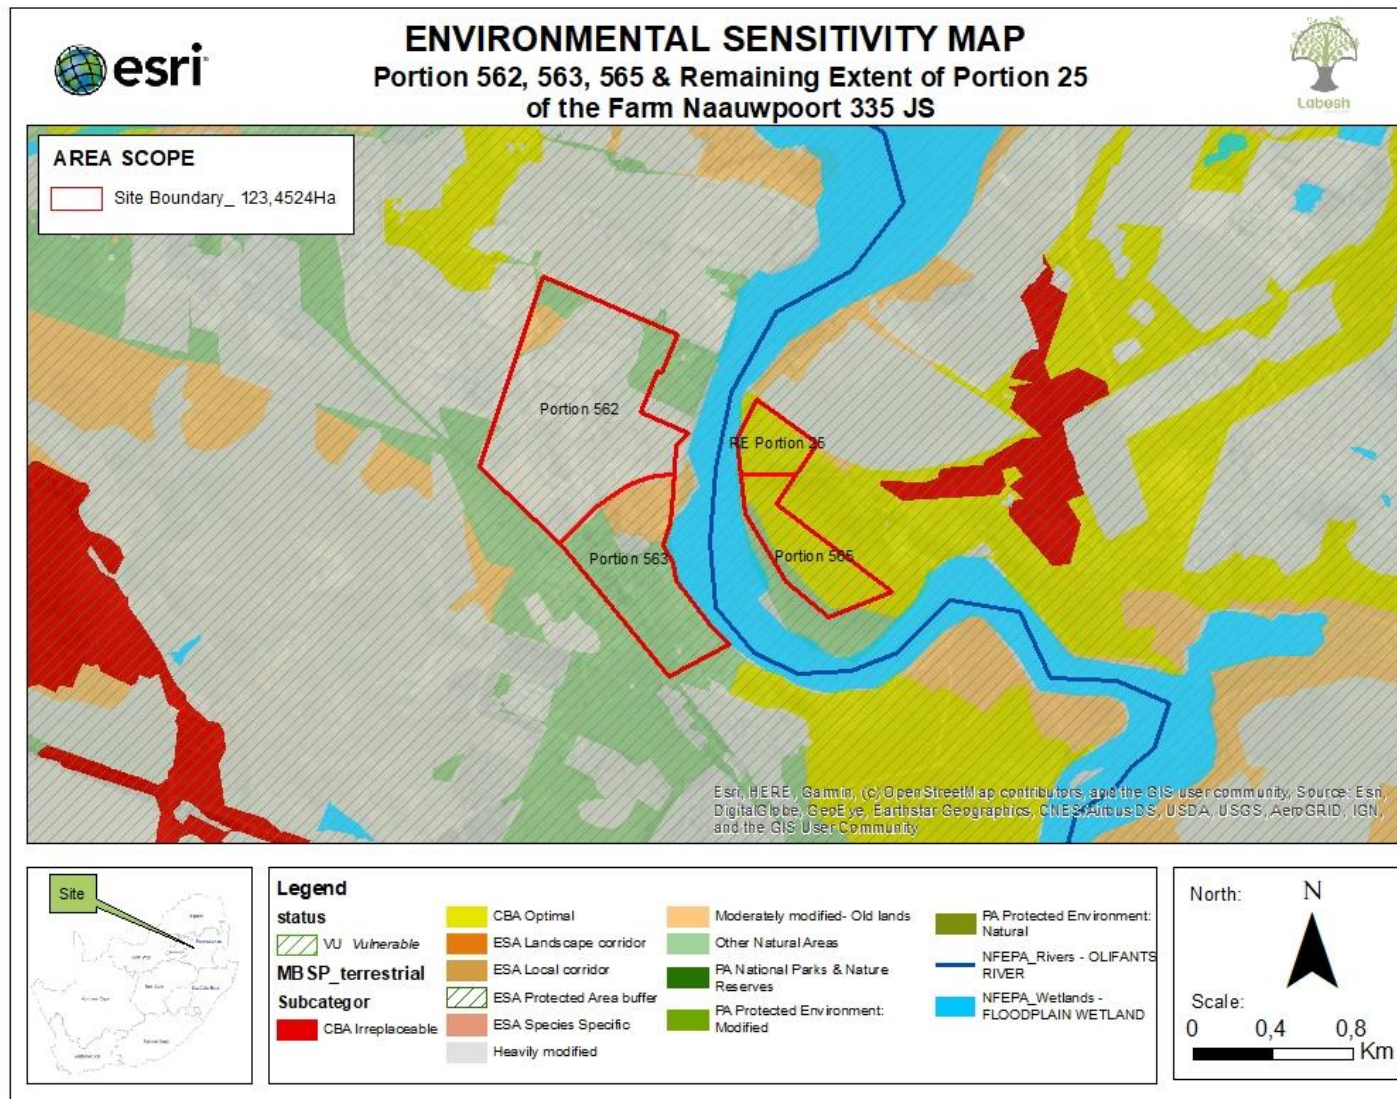 esri
ENVIRONMENTAL SENSITIVITY MAP
Portion 562, 563, 565 & Remaining Extent of Portion 25
of the Farm Naauwpoort 335 JS
Labesh
AREA SCOPE
Site Boundary_ 123,4524Ha
Portion 562
RE Portion 25
Portion 563
Portion 565
Esri, HERE, Garmin, (c) OpenStreetMap contributors, and the GIS user community, Source: Esri,
DigitalGlobe, GeoEye, Earthstar Geographics, CNES/Airbus DS, USDA, USGS, AeroGRID, IGN,
and the GIS User Community
Site
Legend
status
VU Vulnerable
MBSP_terrestrial
Subcategor
CBA Irreplaceable
CBA Optimal
ESA Landscape corridor
ESA Local corridor
ESA Protected Area buffer
ESA Species Specific
Heavily modified
Moderately modified- Old lands
Other Natural Areas
PA National Parks & Nature
Reserves
PA Protected Environment:
Modified
PA Protected Environment:
Natural
NFEPA_Rivers - OLIFANTS
RIVER
NFEPA_Wetlands -
FLOODPLAIN WETLAND
North:
N
Scale:
0 0,4 0,8
Km